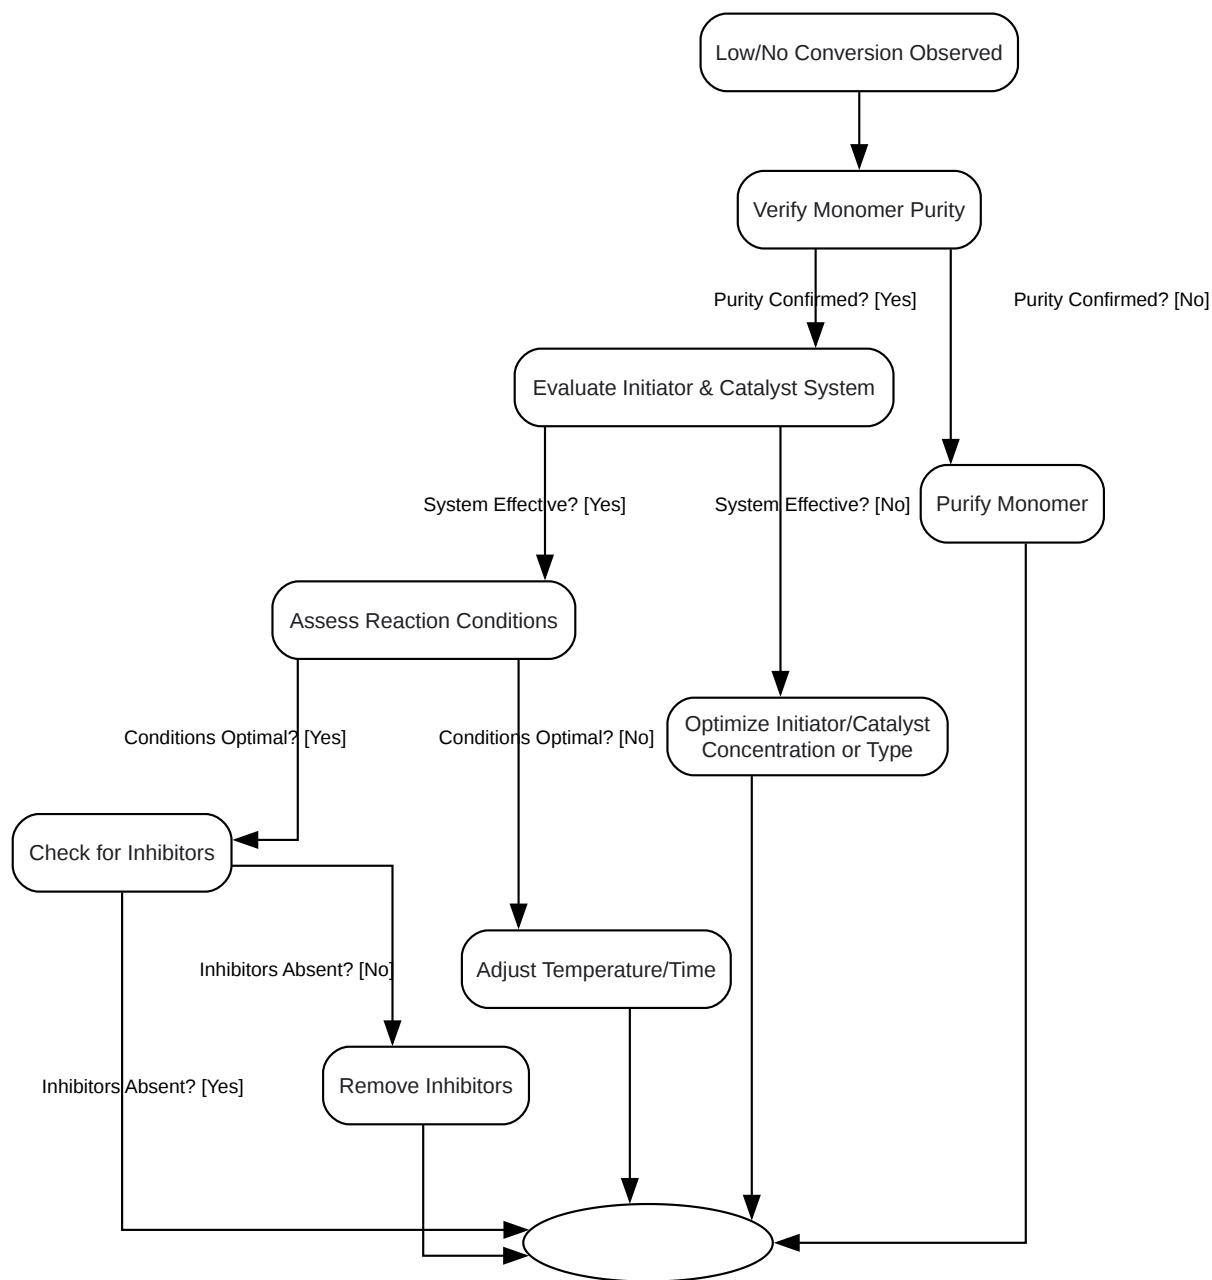 Low/No Conversion Observed
Verify Monomer Purity
Purity Confirmed? [Yes]
Purity Confirmed? [No]
Evaluate Initiator & Catalyst System
System Effective? [Yes]
System Effective? [No]
Purify Monomer
Assess Reaction Conditions
Conditions Optimal? [Yes]
Conditions Optimal? [No]
Optimize Initiator/Catalyst
Concentration or Type
Check for Inhibitors
Inhibitors Absent? [No]
Adjust Temperature/Time
Inhibitors Absent? [Yes]
Remove Inhibitors